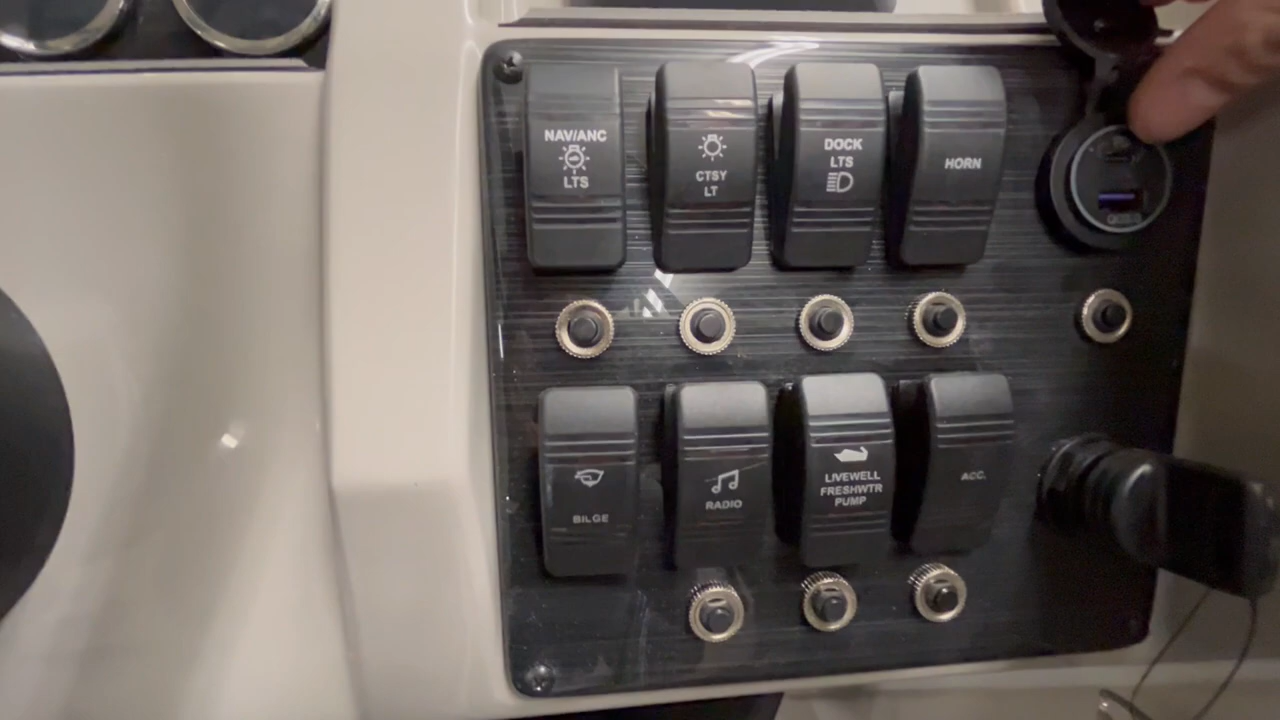 NAV/ANC
LTS
CTSY
LT
DOCK
LTS
HORN
BILGE
RADIO
LIVEWELL
FRESHWTR
PUMP
ACC.